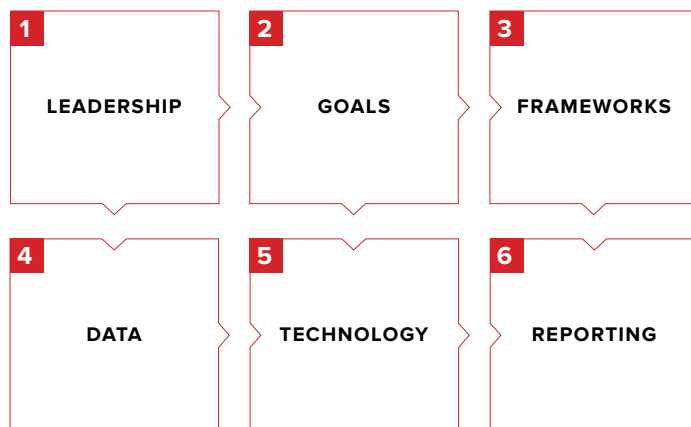 1
LEADERSHIP
2
GOALS
3
FRAMEWORKS
4
DATA
5
TECHNOLOGY
6
REPORTING